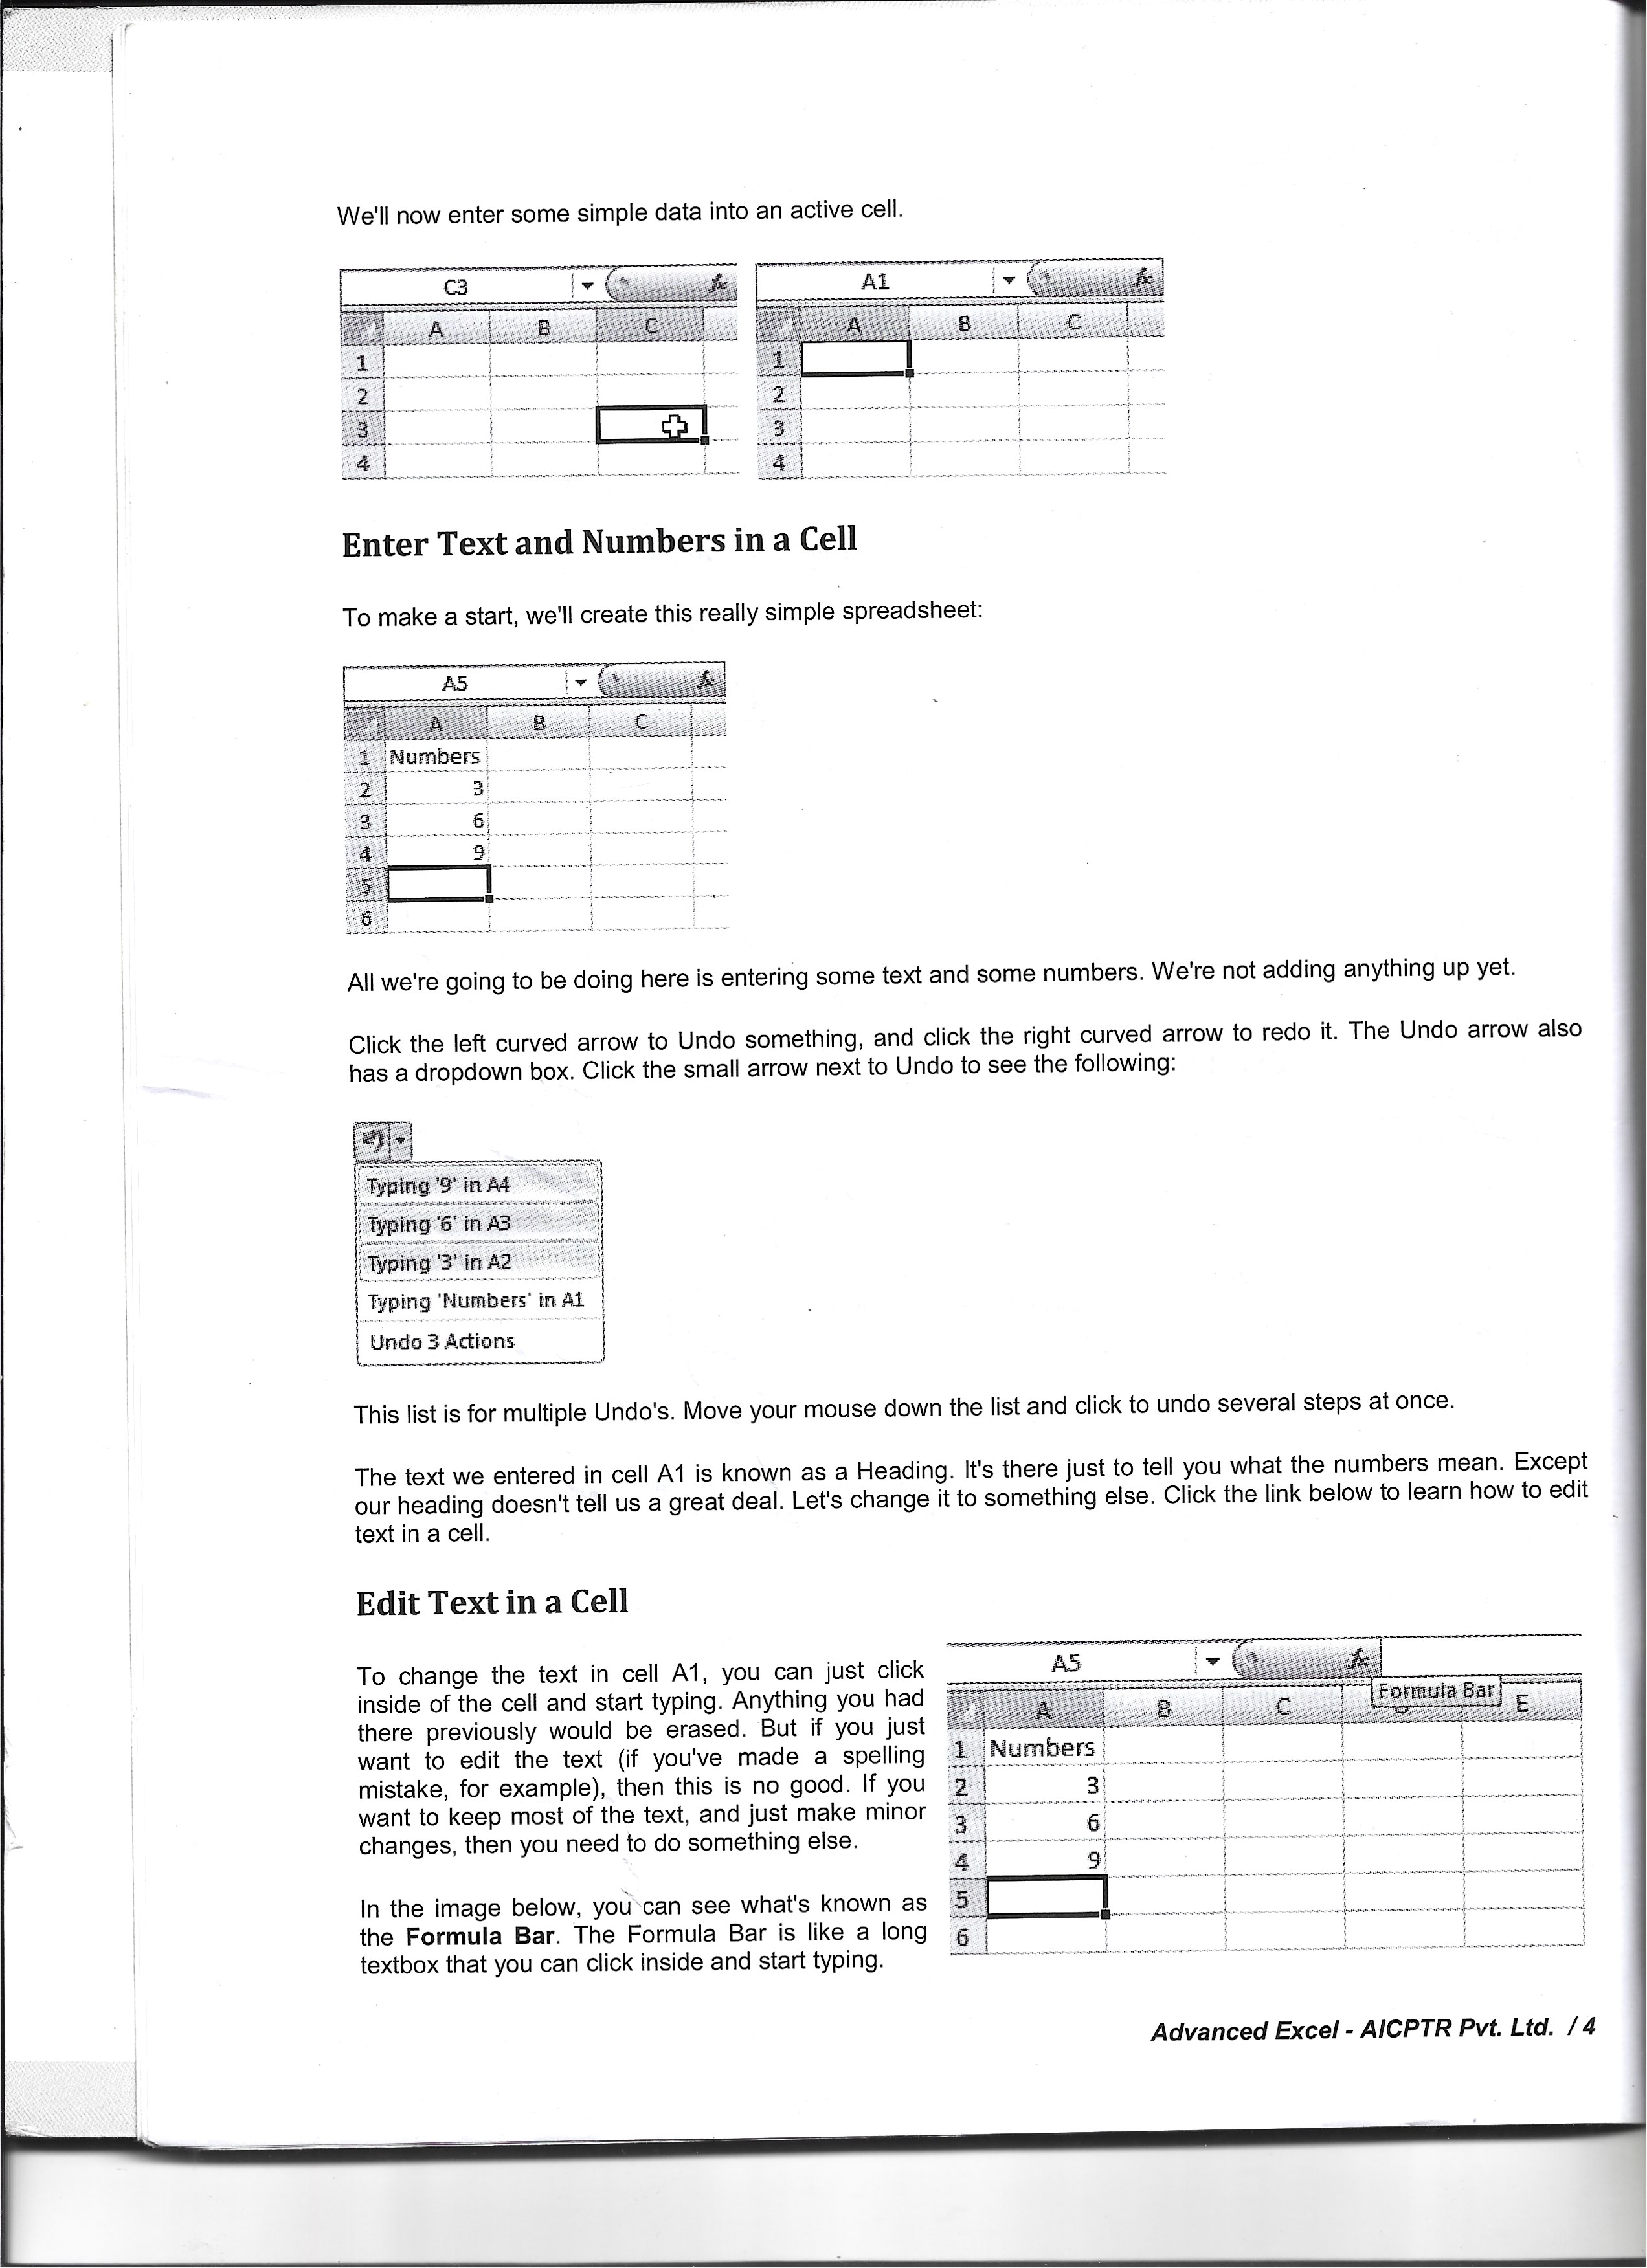 We'll now enter some simple data into an active cell.
C3 fx
A B C
1
2
3
4
A1 fx
A B C
1
2
3
4
Enter Text and Numbers in a Cell
To make a start, we'll create this really simple spreadsheet:
A5 fx
A B C
1 Numbers
2 3
3 6
4 9
5
6
All we're going to be doing here is entering some text and some numbers. We're not adding anything up yet.
Click the left curved arrow to Undo something, and click the right curved arrow to redo it. The Undo arrow also
has a dropdown box. Click the small arrow next to Undo to see the following:
Typing '9' in A4
Typing '6' in A3
Typing '3' in A2
Typing 'Numbers' in A1
Undo 3 Actions
This list is for multiple Undo's. Move your mouse down the list and click to undo several steps at once.
The text we entered in cell A1 is known as a Heading. It's there just to tell you what the numbers mean. Except
our heading doesn't tell us a great deal. Let's change it to something else. Click the link below to learn how to edit
text in a cell.
Edit Text in a Cell
To change the text in cell A1, you can just click
inside of the cell and start typing. Anything you had
there previously would be erased. But if you just
want to edit the text (if you've made a spelling
mistake, for example), then this is no good. If you
want to keep most of the text, and just make minor
changes, then you need to do something else.
In the image below, you can see what's known as
the Formula Bar. The Formula Bar is like a long
textbox that you can click inside and start typing.
A5 fx
Formula Bar
A B C E
1 Numbers
2 3
3 6
4 9
5
6
Advanced Excel - AICPTR Pvt. Ltd. / 4